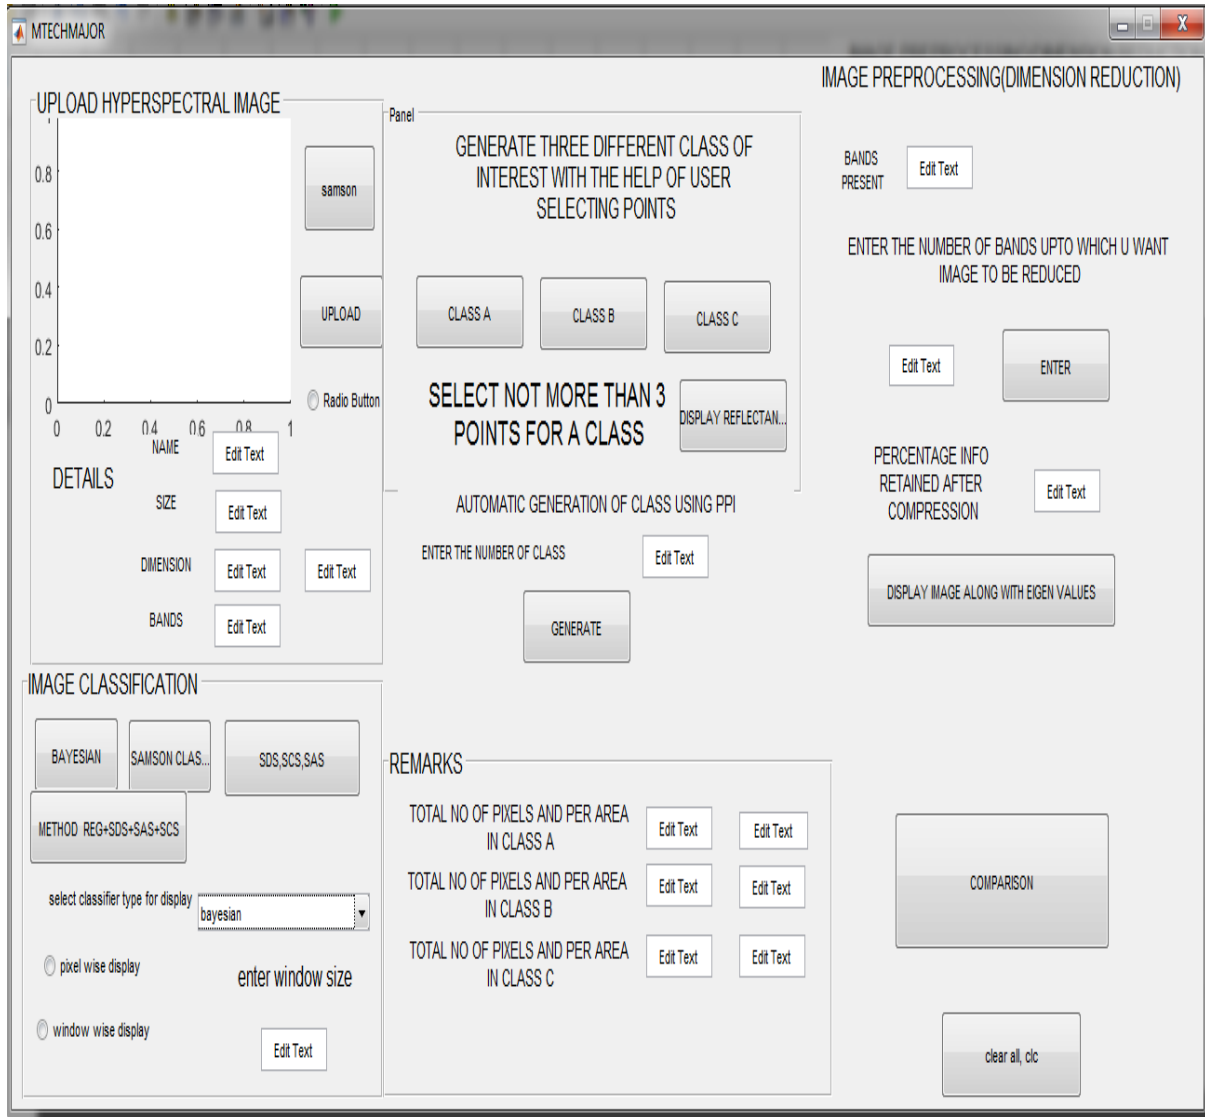 MTECHMAJOR
UPLOAD HYPERSPECTRAL IMAGE
0.8
0.6
0.4
0.2
0
0 0.2 0.4 0.6 0.8 1
samson
UPLOAD
Radio Button
DETAILS
NAME Edit Text
SIZE Edit Text
DIMENSION Edit Text Edit Text
BANDS Edit Text
Panel
GENERATE THREE DIFFERENT CLASS OF
INTEREST WITH THE HELP OF USER
SELECTING POINTS
CLASS A CLASS B CLASS C
SELECT NOT MORE THAN 3
POINTS FOR A CLASS
DISPLAY REFLECTAN...
AUTOMATIC GENERATION OF CLASS USING PPI
ENTER THE NUMBER OF CLASS Edit Text
GENERATE
IMAGE PREPROCESSING(DIMENSION REDUCTION)
BANDS
PRESENT
Edit Text
ENTER THE NUMBER OF BANDS UPTO WHICH U WANT
IMAGE TO BE REDUCED
Edit Text ENTER
PERCENTAGE INFO
RETAINED AFTER
COMPRESSION
Edit Text
DISPLAY IMAGE ALONG WITH EIGEN VALUES
IMAGE CLASSIFICATION
BAYESIAN SAMSON CLAS... SDS,SCS,SAS
METHOD REG+SDS+SAS+SCS
select classifier type for display bayesian
pixel wise display
enter window size
window wise display
Edit Text
REMARKS
TOTAL NO OF PIXELS AND PER AREA
IN CLASS A
Edit Text Edit Text
TOTAL NO OF PIXELS AND PER AREA
IN CLASS B
Edit Text Edit Text
TOTAL NO OF PIXELS AND PER AREA
IN CLASS C
Edit Text Edit Text
COMPARISON
clear all, clc